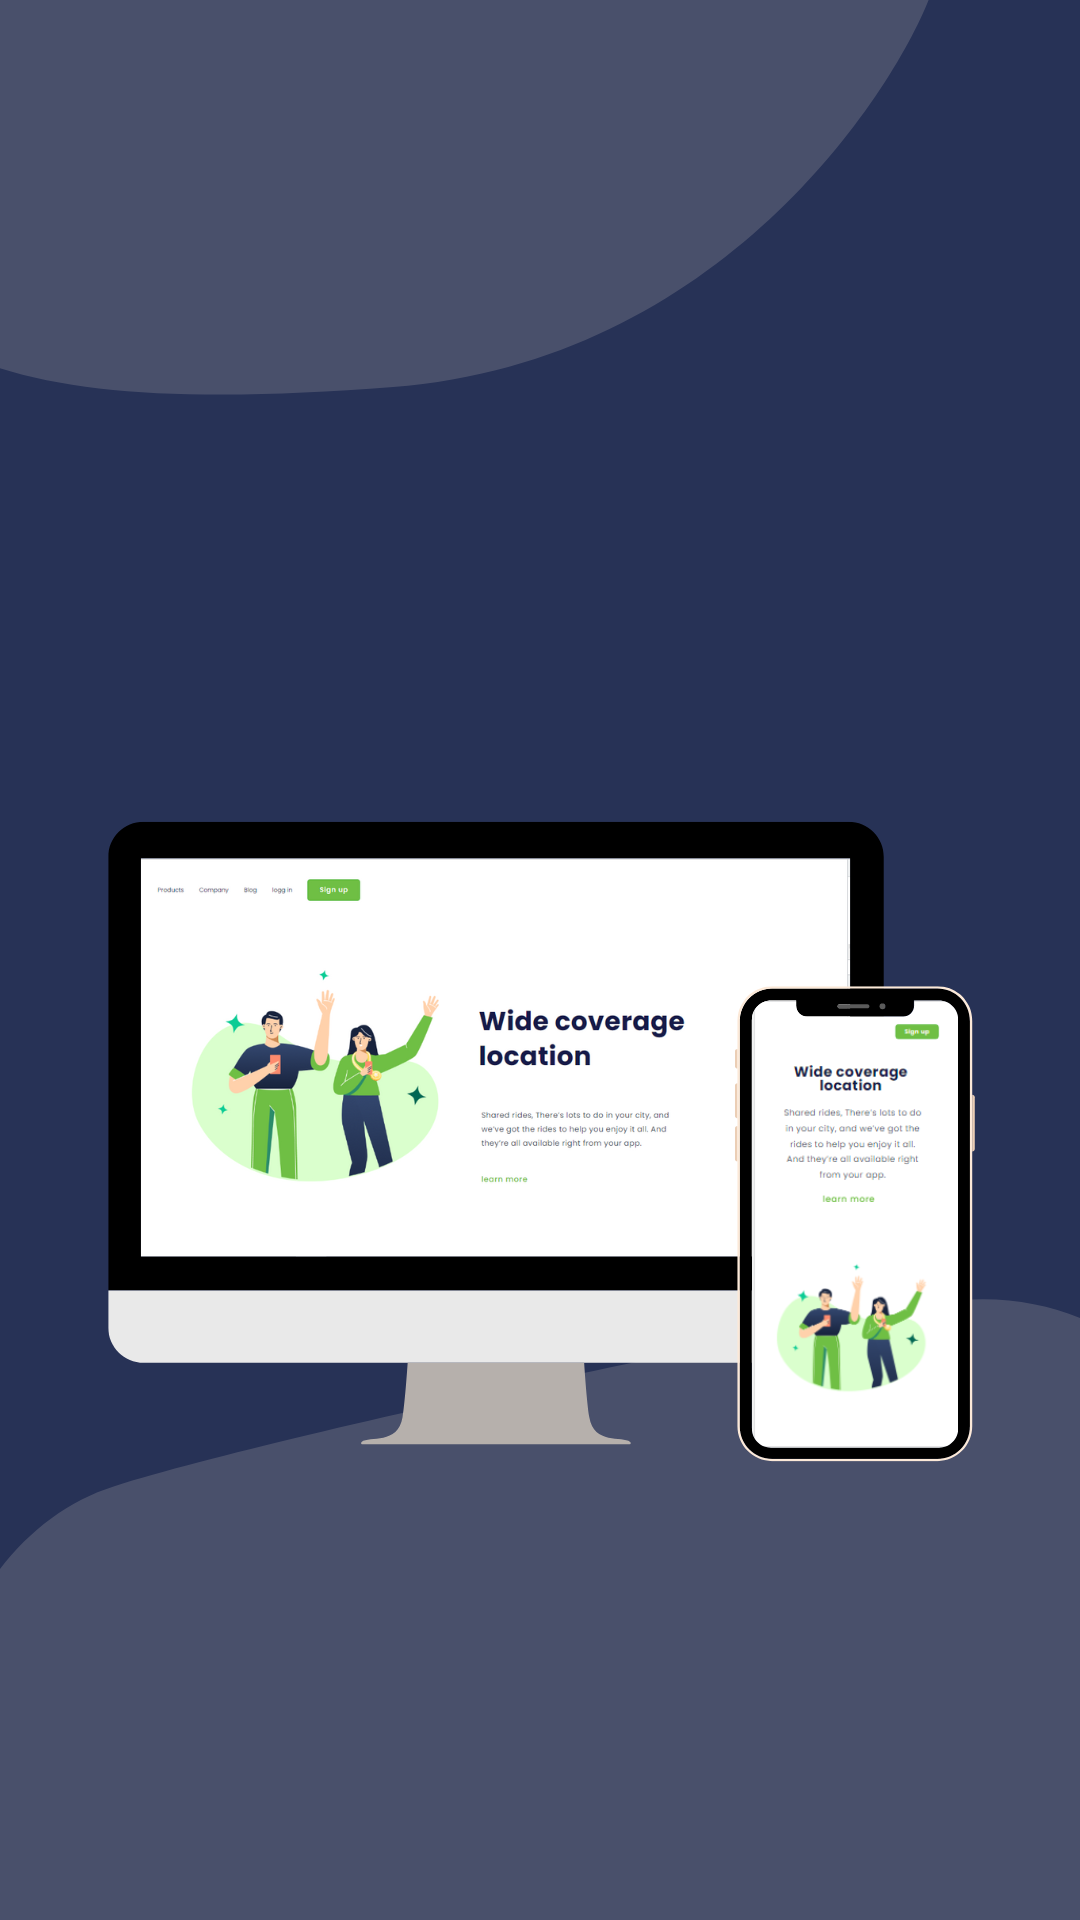 Products Company Blog logg in Sign up
Wide coverage
location
Shared rides, There's lots to do in your city, and
we've got the rides to help you enjoy it all. And
they're all available right from your app.
learn more
Sign up
Wide coverage
location
Shared rides, There's lots to do
in your city, and we've got the
rides to help you enjoy it all.
And they're all available right
from your app.
learn more